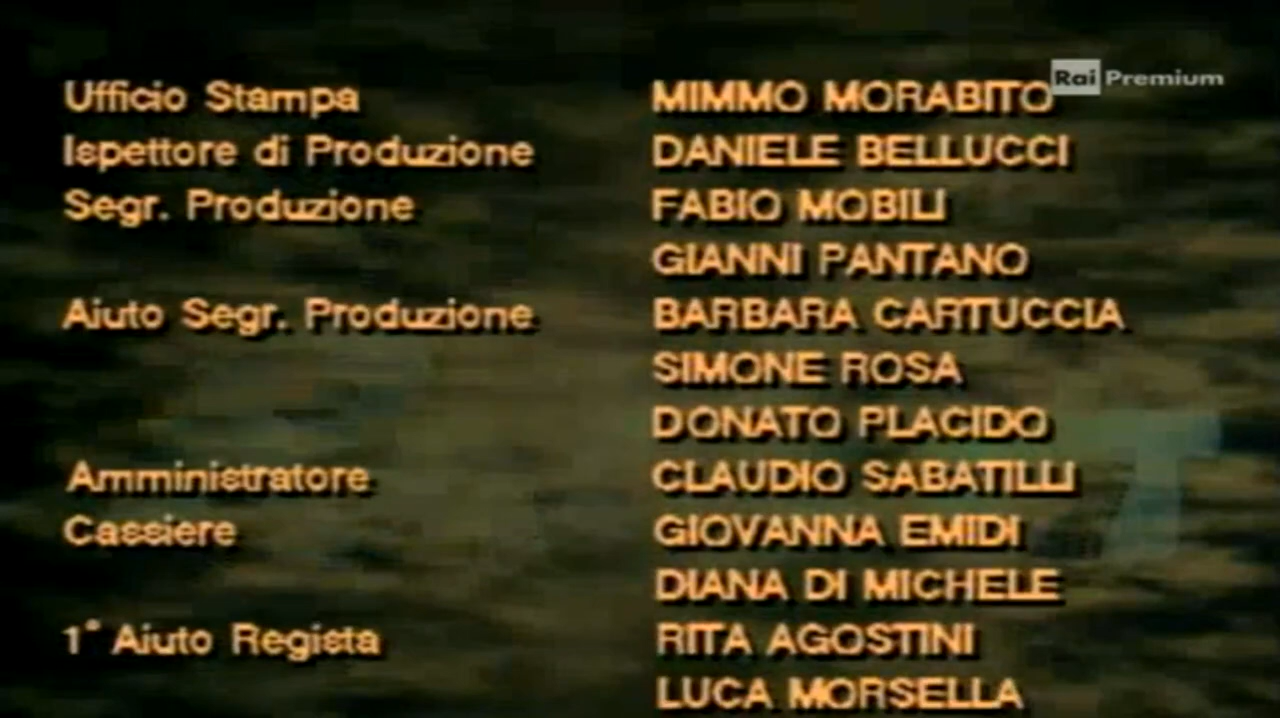 Rai Premium
Ufficio Stampa MIMMO MORABITO
Ispettore di Produzione DANIELE BELLUCCI
Segr. Produzione FABIO MOBILI
GIANNI PANTANO
Aiuto Segr. Produzione BARBARA CARTUCCIA
SIMONE ROSA
DONATO PLACIDO
Amministratore CLAUDIO SABATILLI
Cassiere GIOVANNA EMIDI
DIANA DI MICHELE
1° Aiuto Regista RITA AGOSTINI
LUCA MORSELLA